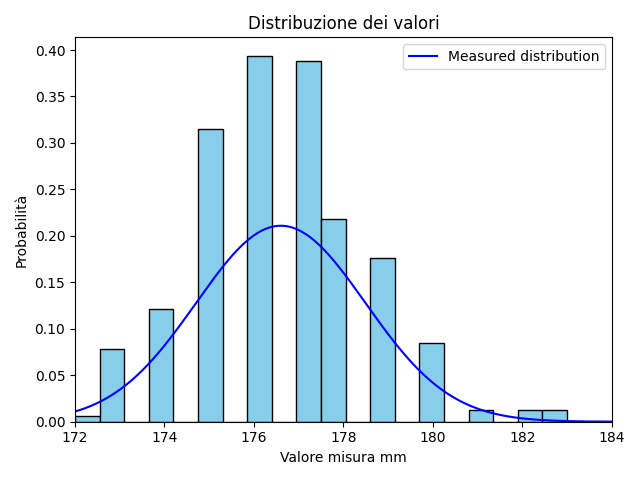 Distribuzione dei valori
Measured distribution
Probabilità
0.40
0.35
0.30
0.25
0.20
0.15
0.10
0.05
0.00
172 174 176 178 180 182 184
Valore misura mm